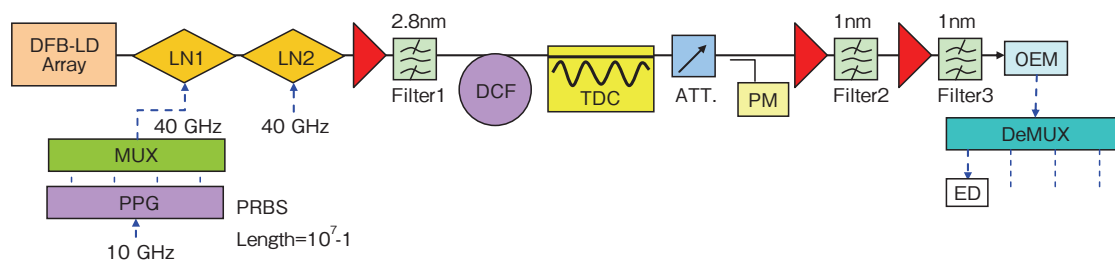 DFB-LD
Array
LN1
LN2
2.8nm
Filter1
DCF
TDC
ATT.
PM
1nm
Filter2
1nm
Filter3
OEM
40 GHz
40 GHz
MUX
DeMUX
PPG
PRBS
Length=10⁷-1
ED
10 GHz